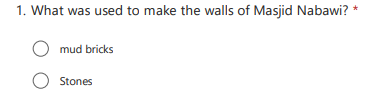 1. What was used to make the walls of Masjid Nabawi? *
mud bricks
Stones